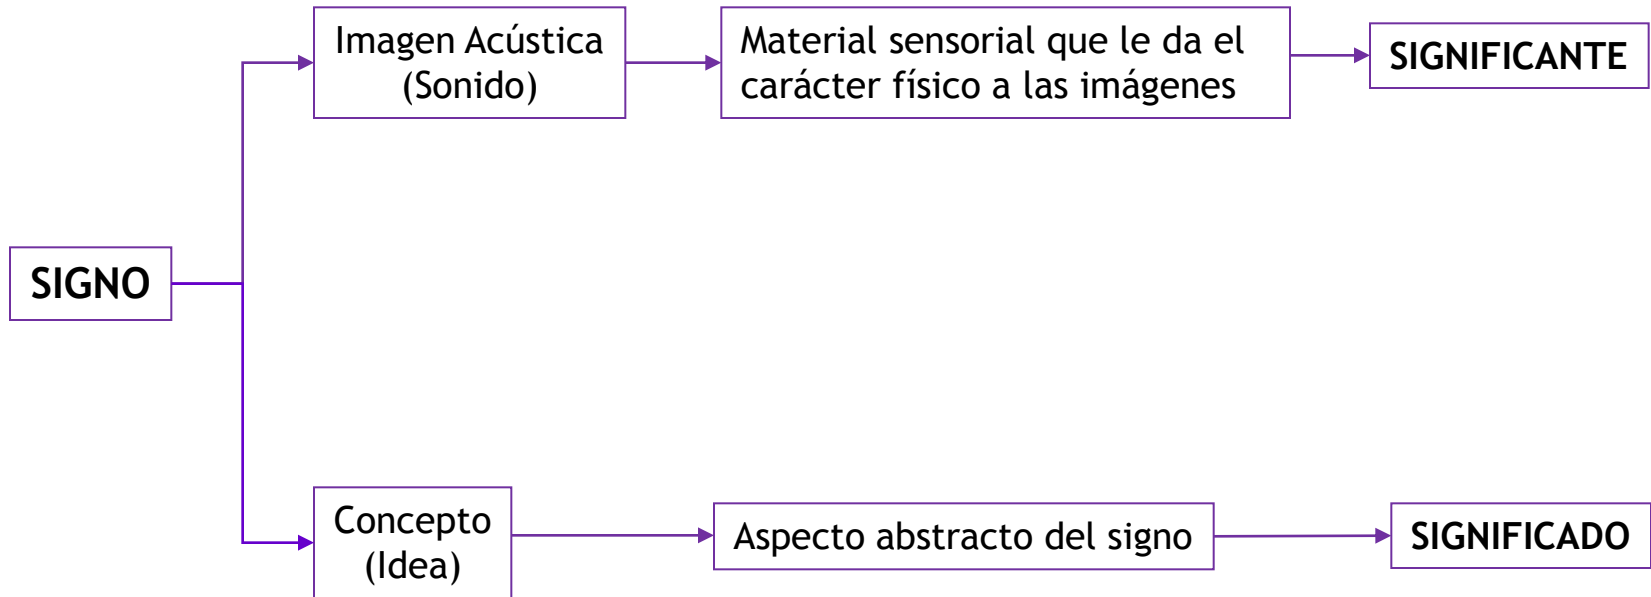 Imagen Acústica
(Sonido)
Material sensorial que le da el
carácter físico a las imágenes
SIGNIFICANTE
SIGNO
Concepto
(Idea)
Aspecto abstracto del signo
SIGNIFICADO